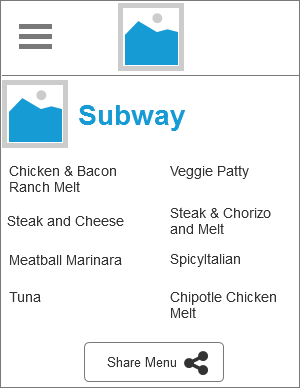 Subway
Chicken & Bacon
Ranch Melt
Veggie Patty
Steak and Cheese
Steak & Chorizo
and Melt
Meatball Marinara
SpicyItalian
Tuna
Chipotle Chicken
Melt
Share Menu